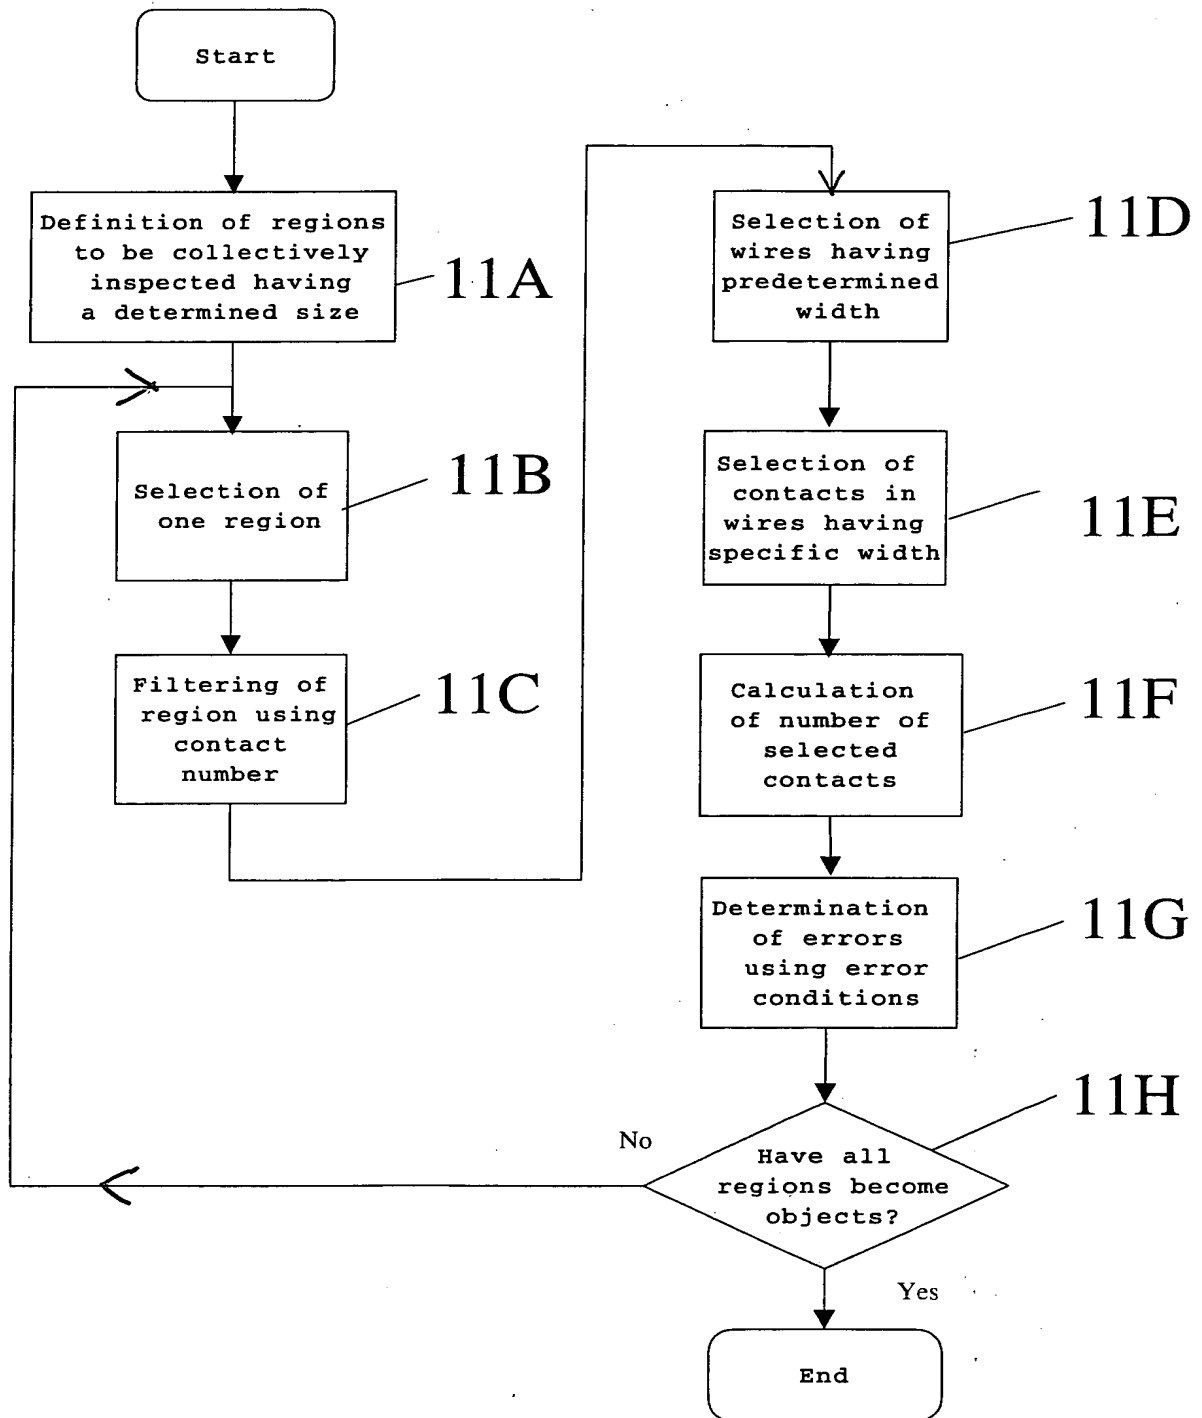 Start
Definition of regions
to be collectively
inspected having
a determined size
11A
Selection of
one region
11B
Filtering of
region using
contact
number
11C
Selection of
wires having
predetermined
width
11D
Selection of
contacts in
wires having
specific width
11E
Calculation
of number of
selected
contacts
11F
Determination
of errors
using error
conditions
11G
Have all
regions become
objects?
11H
No
Yes
End